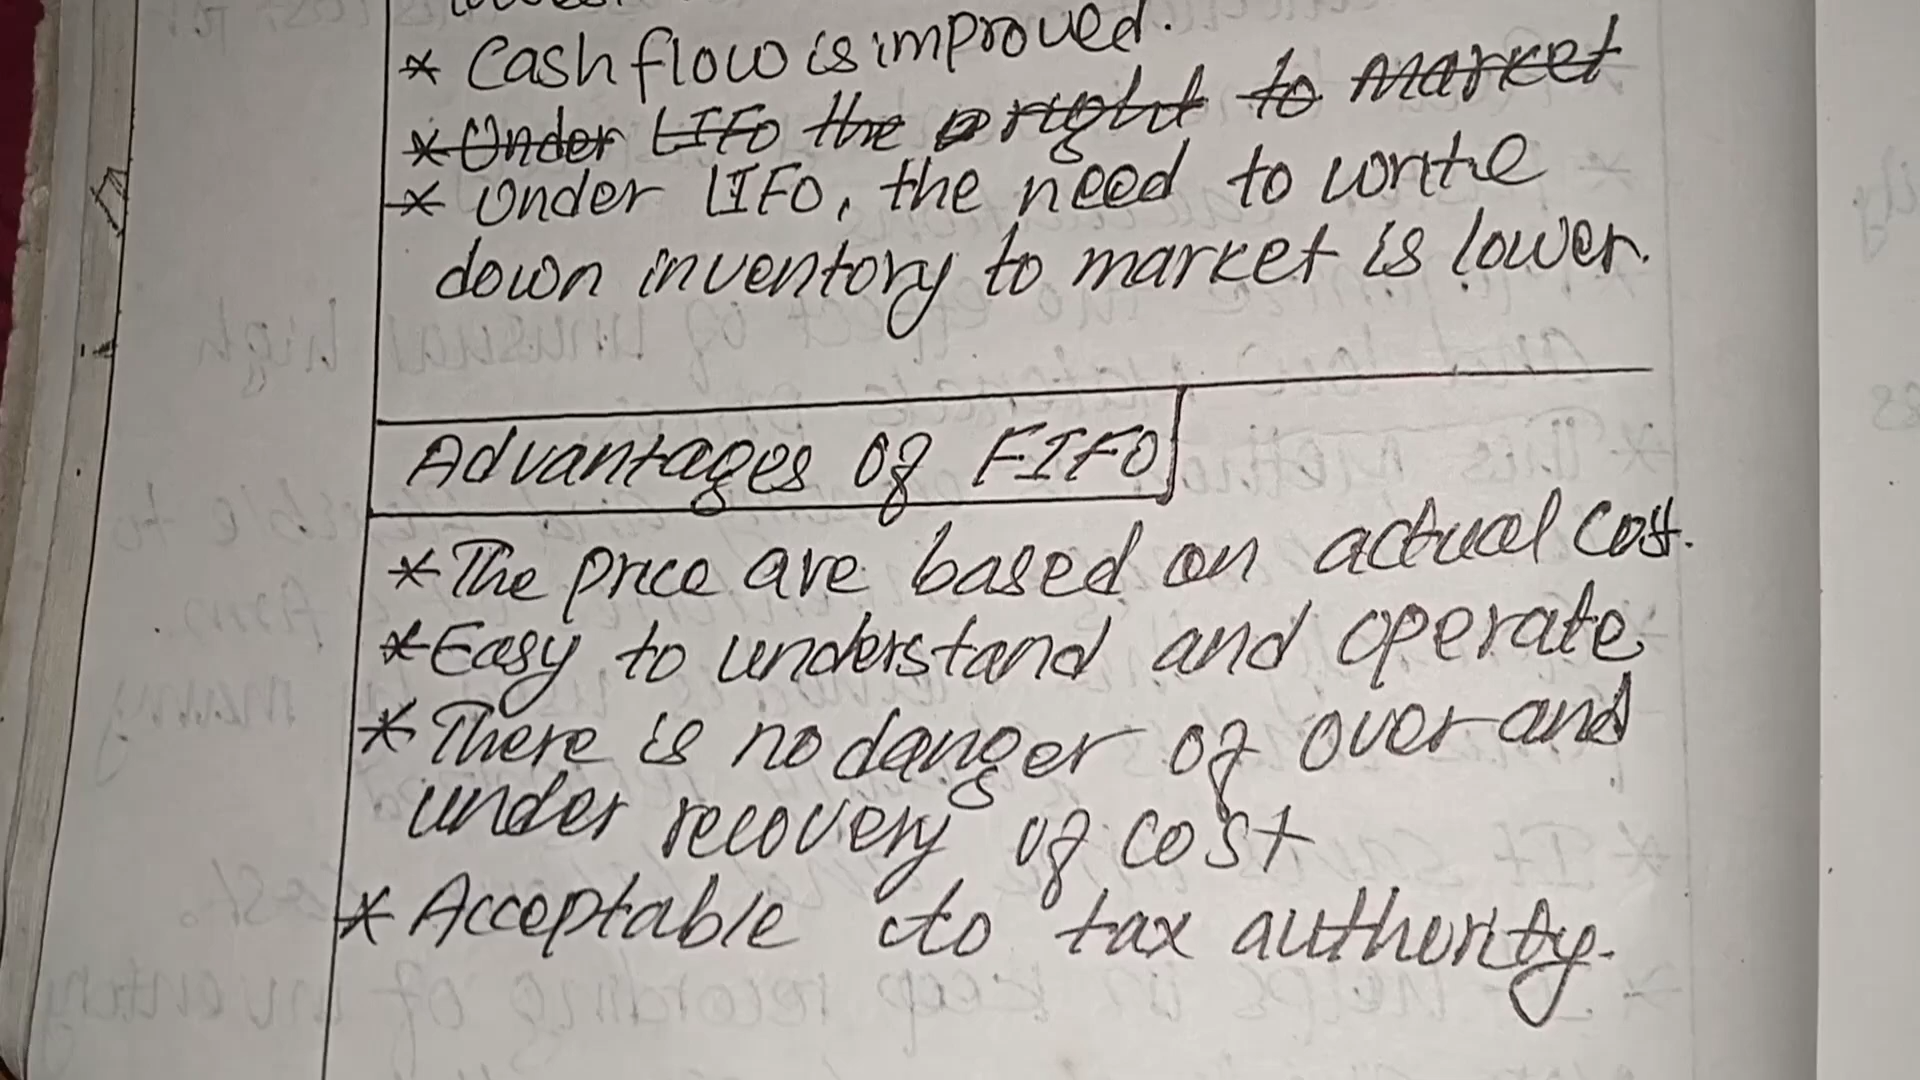 * Cash flow is improved.
* Under LIFO the right to market
* Under LIFO, the need to write
down inventory to market is lower.
Advantages of FIFO
* The price are based on actual cost.
* Easy to understand and operate.
* There is no danger of over and
under recovery of cost
* Acceptable to tax authority.